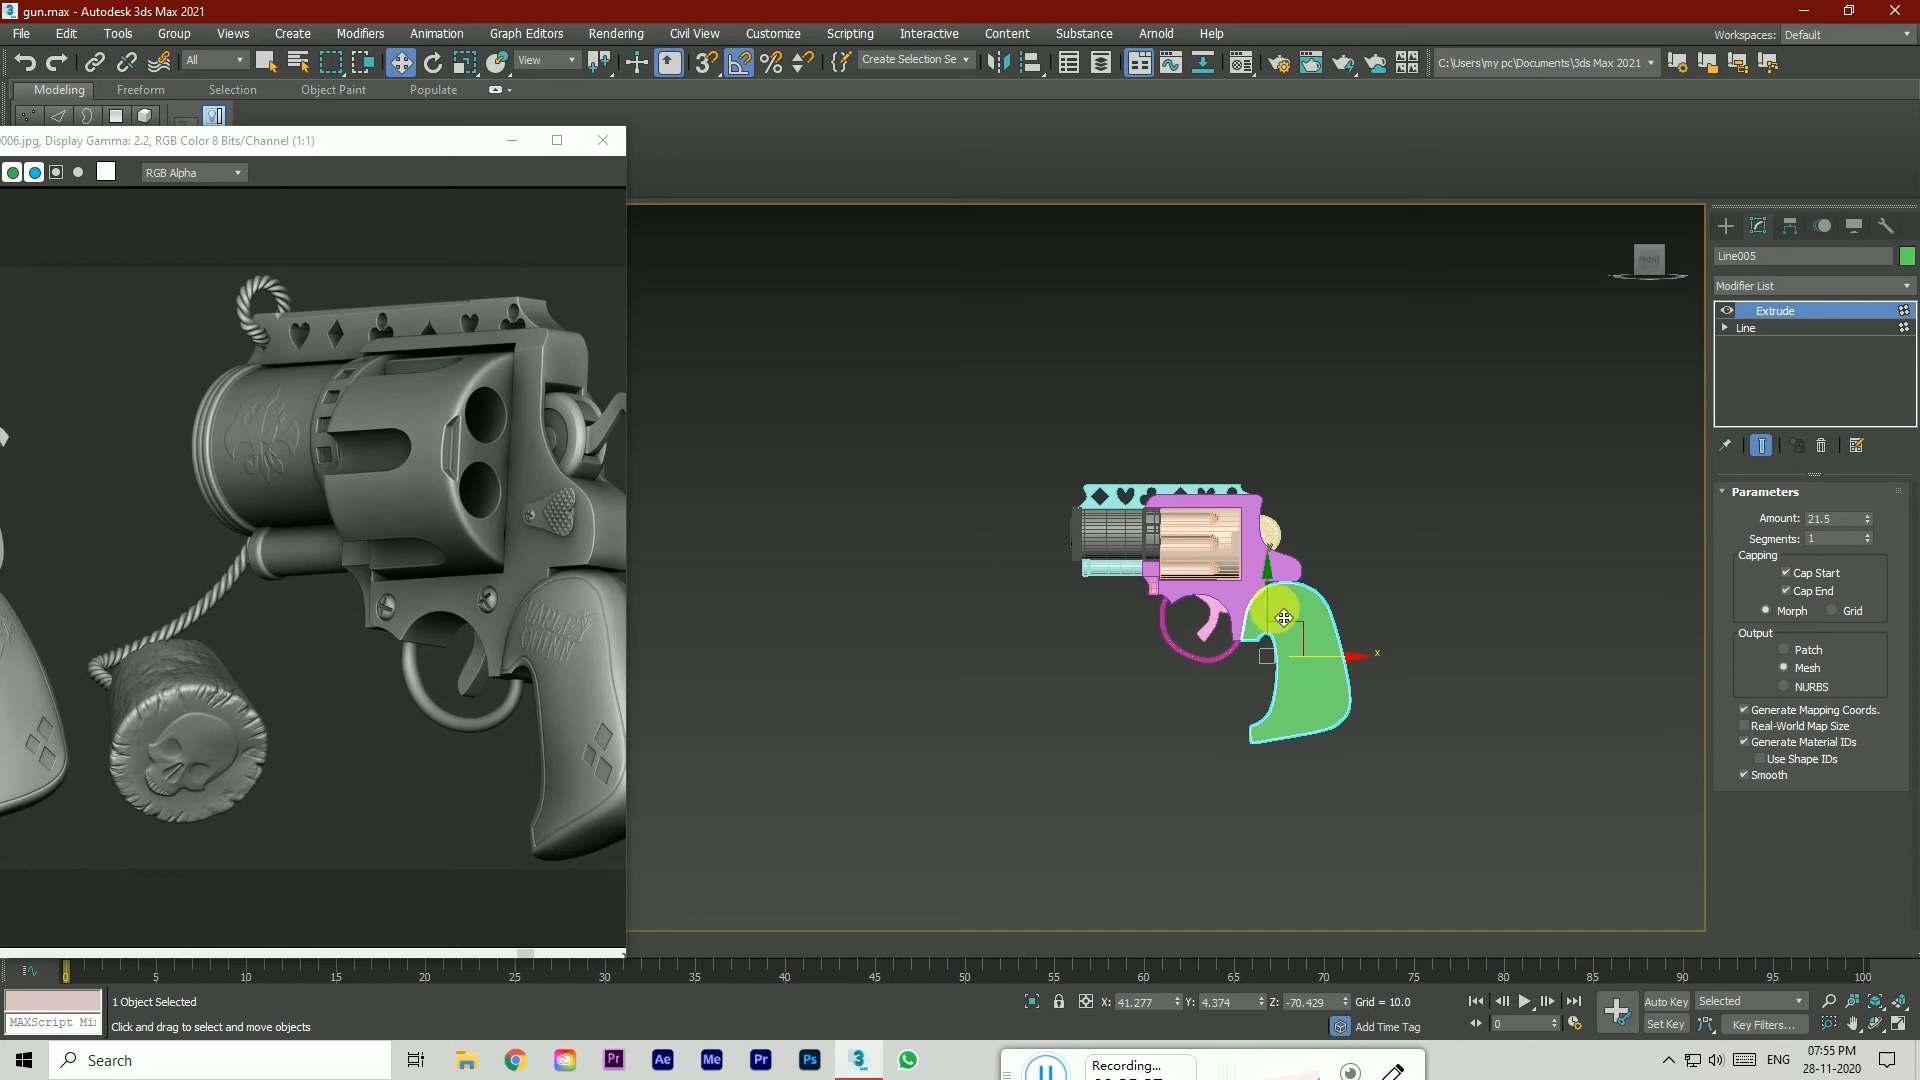 gun.max - Autodesk 3ds Max 2021
File Edit Tools Group Views Create Modifiers Animation Graph Editors Rendering Civil View Customize Scripting Interactive Content Substance Arnold Help
Workspaces: Default
All View Create Selection Se C:\Users\my pc\Documents\3ds Max 2021
Modeling Freeform Selection Object Paint Populate
006.jpg, Display Gamma: 2.2, RGB Color 8 Bits/Channel (1:1)
RGB Alpha
HARLEY
QUINN
FRONT
Line005
Modifier List
Extrude
Line
Parameters
Amount: 21.5
Segments: 1
Capping
Cap Start
Cap End
Morph Grid
Output
Patch
Mesh
NURBS
Generate Mapping Coords.
Real-World Map Size
Generate Material IDs
Use Shape IDs
Smooth
x
0 5 10 15 20 25 30 35 40 45 50 55 60 65 70 75 80 85 90 95 100
1 Object Selected
X: 41.277 Y: 4.374 Z: -70.429 Grid = 10.0
Auto Key Selected
MAXScript Mi
Click and drag to select and move objects
Add Time Tag
0
Set Key Key Filters...
Search
Recording...
ENG
07:55 PM
28-11-2020